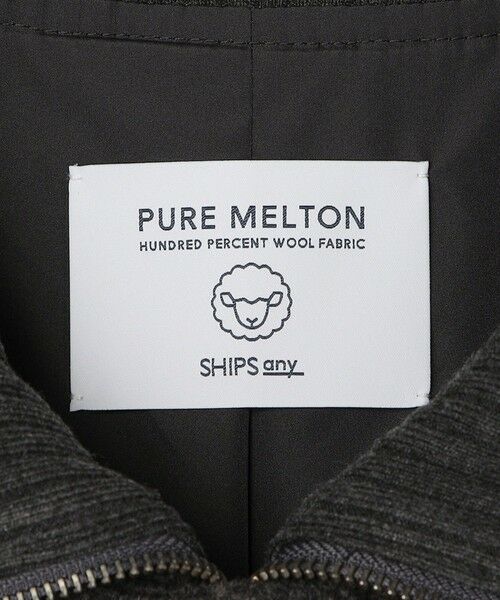 PURE MELTON
HUNDRED PERCENT WOOL FABRIC
SHIPS any